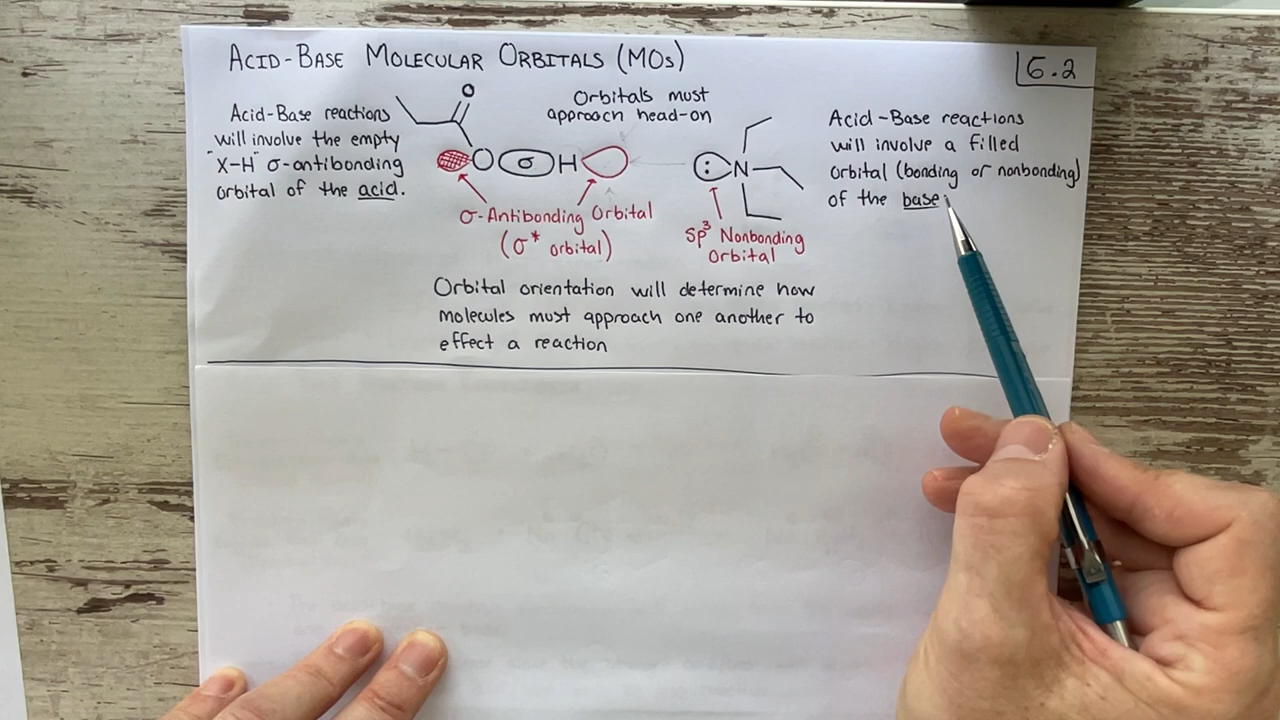 ACID-BASE MOLECULAR ORBITALS (MOs)
6.2
Acid-Base reactions
will involve the empty
"X-H" σ-antibonding
orbital of the acid.
O
O σ H
Orbitals must
approach head-on
: N
σ-Antibonding Orbital
(σ* orbital)
sp³ Nonbonding
Orbital
Acid-Base reactions
will involve a filled
orbital (bonding or nonbonding)
of the base
Orbital orientation will determine how
molecules must approach one another to
effect a reaction